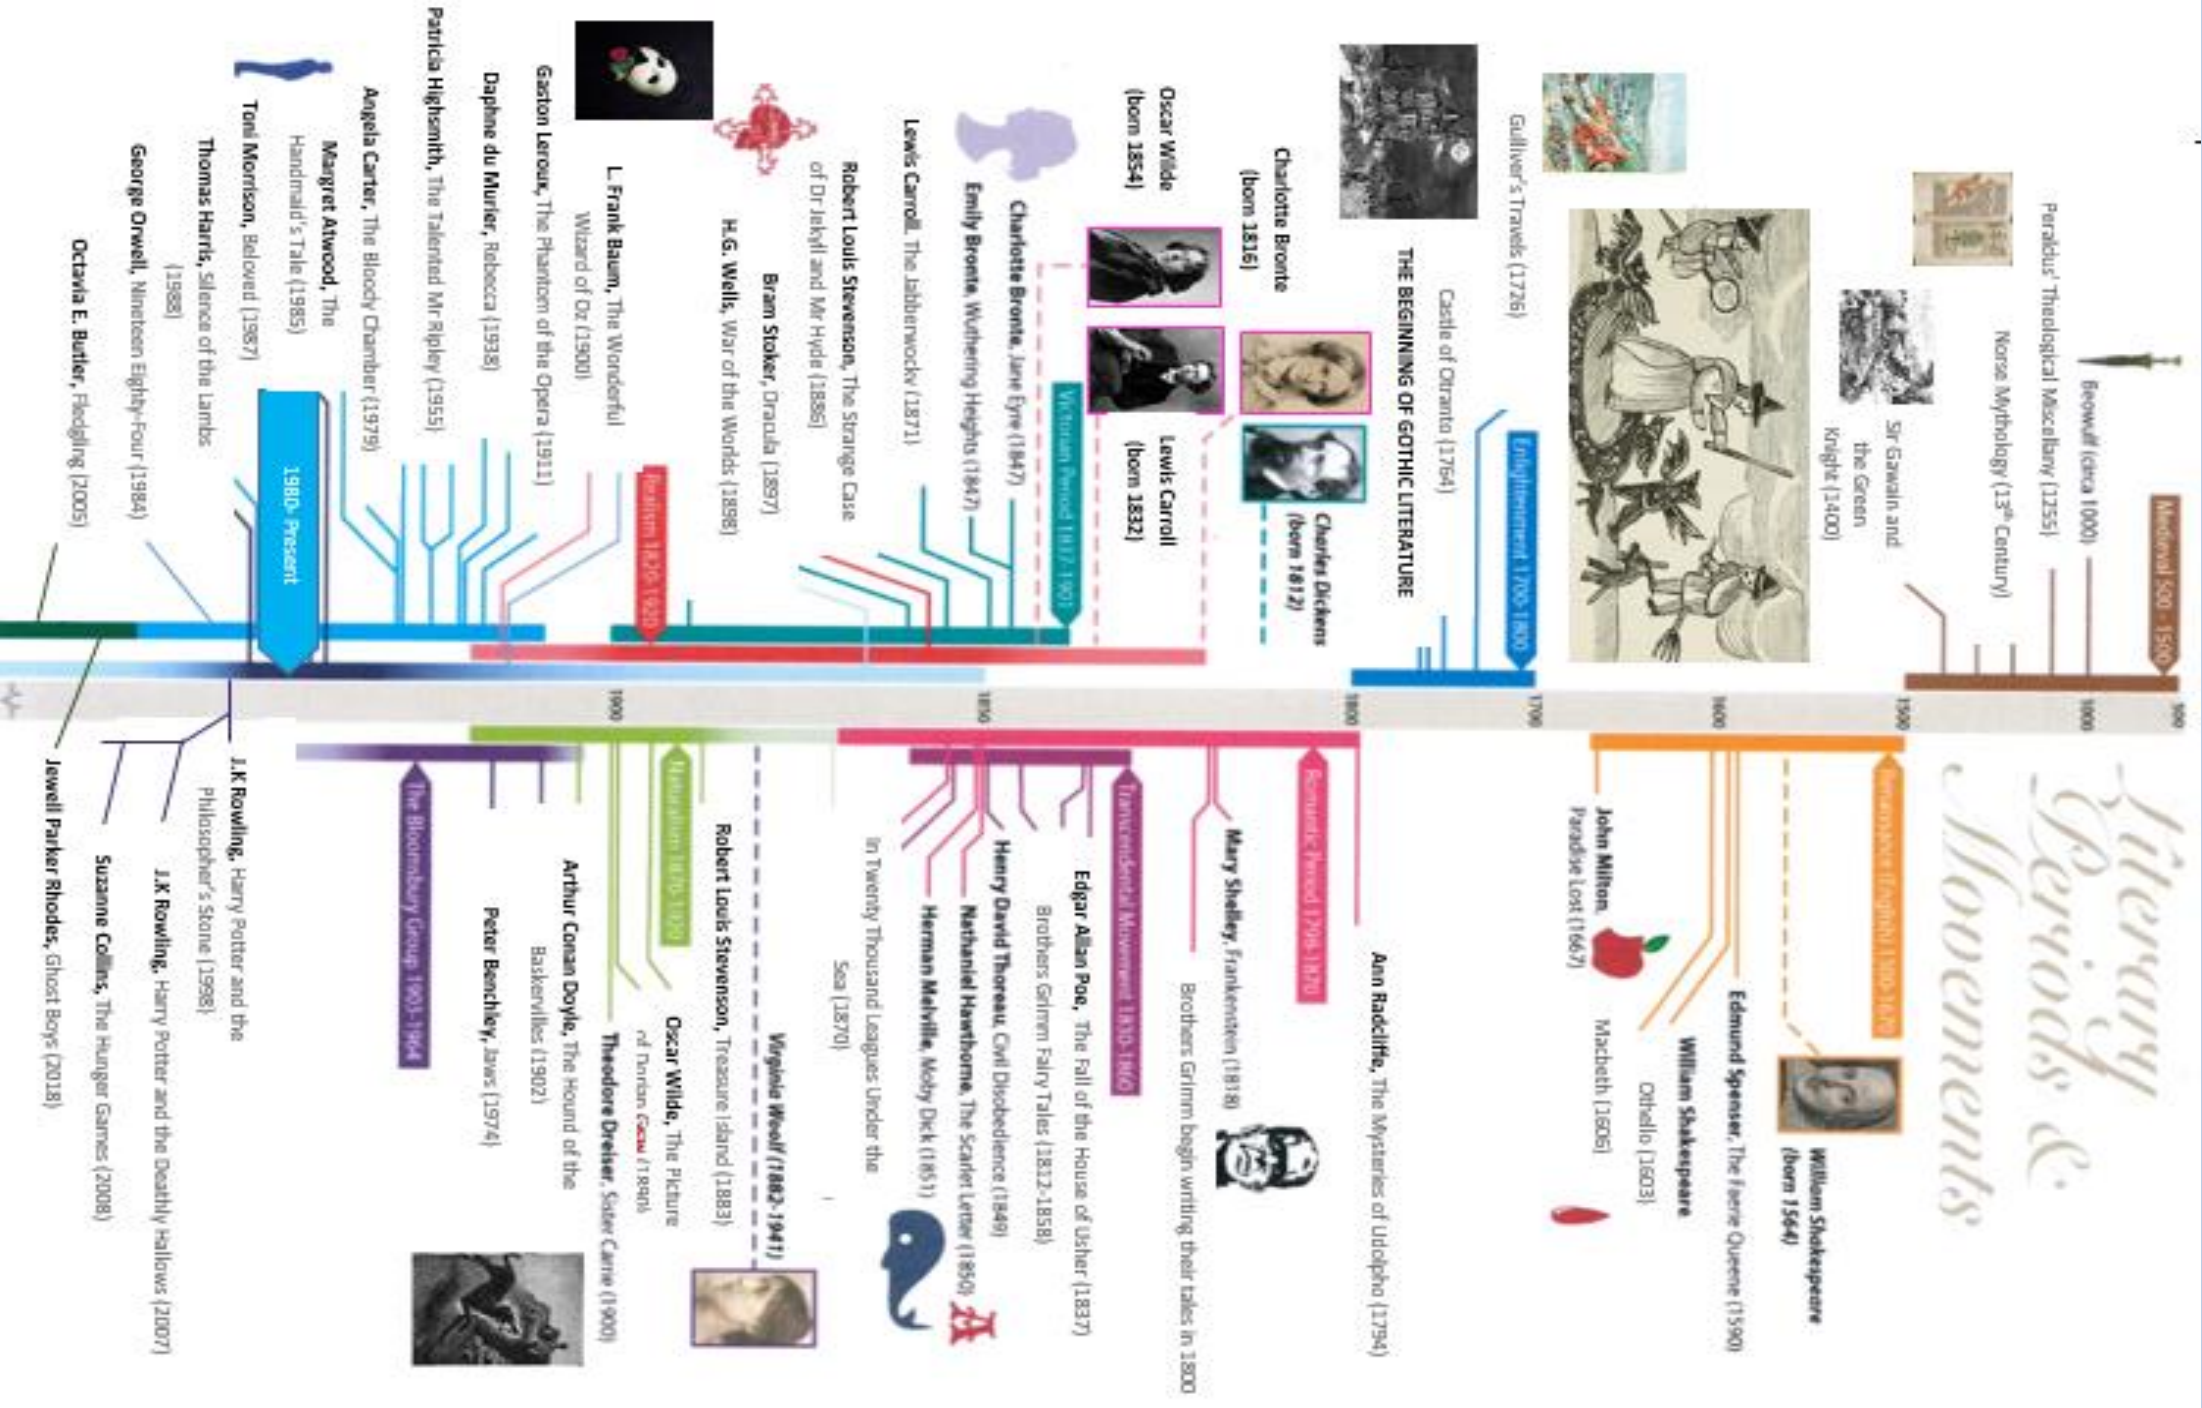 Literary
Periods &
Movements
500
1000
1500
1600
1700
1800
1850
1900
Medieval 500 - 1500
Beowulf (circa 1000)
Peraldus' Theological Miscellany (1255)
Norse Mythology (13th Century)
Sir Gawain and
the Green
Knight (1400)
Renaissance (English) 1500-1670
William Shakespeare
(born 1564)
Edmund Spenser, The Faerie Queene (1590)
William Shakespeare
Othello (1603)
Macbeth (1606)
John Milton,
Paradise Lost (1667)
Enlightenment 1700-1800
Gulliver's Travels (1726)
Castle of Otranto (1764)
THE BEGINNING OF GOTHIC LITERATURE
Ann Radcliffe, The Mysteries of Udolpho (1794)
Romantic Period 1798-1870
Charles Dickens
(born 1812)
Charlotte Bronte
(born 1816)
Mary Shelley, Frankenstein (1818)
Brothers Grimm begin writing their tales in 1800
Oscar Wilde
(born 1854)
Lewis Carroll
(born 1832)
Transcendental Movement 1830-1860
Edgar Allan Poe, The Fall of the House of Usher (1837)
Brothers Grimm Fairy Tales (1812-1858)
Henry David Thoreau, Civil Disobedience (1849)
Nathaniel Hawthorne, The Scarlet Letter (1850)
A
Herman Melville, Moby Dick (1851)
Victorian Period 1837-1901
Charlotte Bronte, Jane Eyre (1847)
Emily Bronte, Wuthering Heights (1847)
Lewis Carroll, The Jabberwocky (1871)
Robert Louis Stevenson, The Strange Case
of Dr Jekyll and Mr Hyde (1886)
Bram Stoker, Dracula (1897)
H.G. Wells, War of the Worlds (1898)
In Twenty Thousand Leagues Under the
Sea (1870)
Virginia Woolf (1882-1941)
Robert Louis Stevenson, Treasure Island (1883)
Realism 1820-1920
Naturalism 1870-1920
Oscar Wilde, The Picture
of Dorian (1890)
Theodore Dreiser, Sister Carrie (1900)
L. Frank Baum, The Wonderful
Wizard of Oz (1900)
Arthur Conan Doyle, The Hound of the
Baskervilles (1902)
Gaston Leroux, The Phantom of the Opera (1911)
Daphne du Murier, Rebecca (1938)
Peter Benchley, Jaws (1974)
Patricia Highsmith, The Talented Mr Ripley (1955)
The Bloomsbury Group 1903-1964
Angela Carter, The Bloody Chamber (1979)
Margret Atwood, The
Handmaid's Tale (1985)
1980- Present
Toni Morrison, Beloved (1987)
Thomas Harris, Silence of the Lambs
(1988)
George Orwell, Nineteen Eighty-Four (1984)
Octavia E. Butler, Fledgling (2005)
J.K Rowling, Harry Potter and the
Philosopher's Stone (1998)
J.K Rowling, Harry Potter and the Deathly Hallows (2007)
Suzanne Collins, The Hunger Games (2008)
Jewell Parker Rhodes, Ghost Boys (2018)